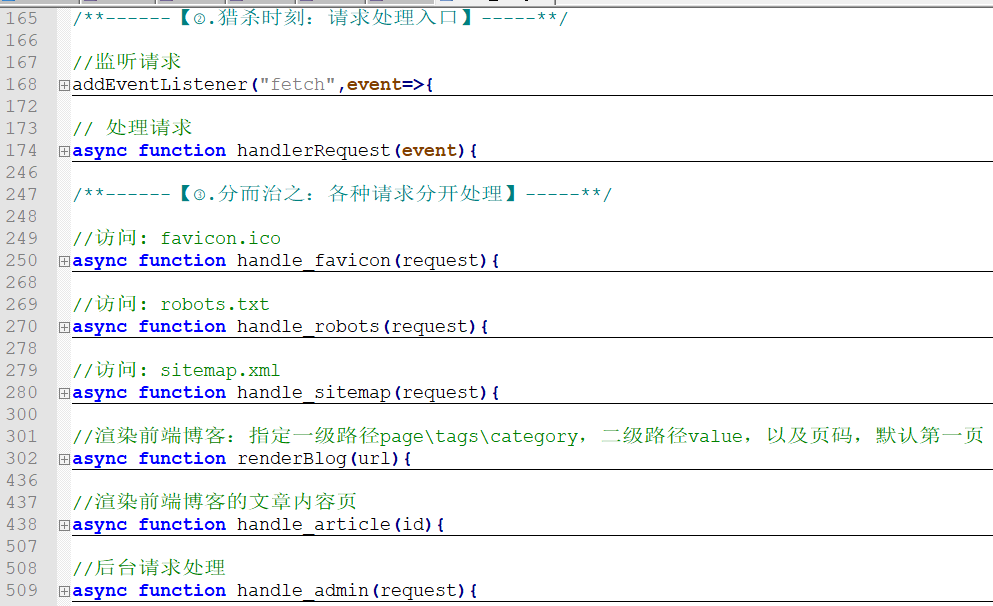 165 /**------【②.猎杀时刻：请求处理入口】-----**/
166
167 //监听请求
168 addEventListener("fetch",event=>{
172
173 // 处理请求
174 async function handlerRequest(event){
246
247 /**------【③.分而治之：各种请求分开处理】-----**/
248
249 //访问: favicon.ico
250 async function handle_favicon(request){
268
269 //访问: robots.txt
270 async function handle_robots(request){
278
279 //访问: sitemap.xml
280 async function handle_sitemap(request){
300
301 //渲染前端博客：指定一级路径page\tags\category，二级路径value，以及页码，默认第一页
302 async function renderBlog(url){
436
437 //渲染前端博客的文章内容页
438 async function handle_article(id){
507
508 //后台请求处理
509 async function handle_admin(request){